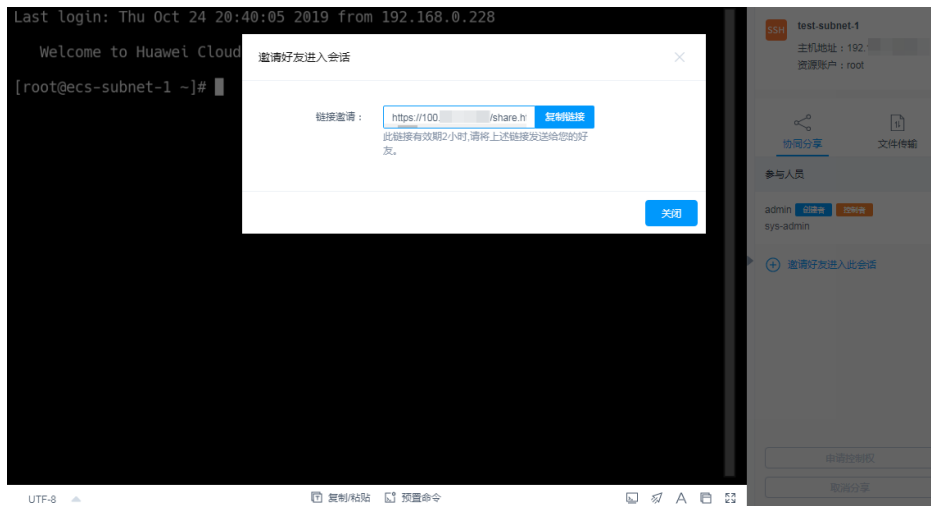 Last login: Thu Oct 24 20:40:05 2019 from 192.168.0.228
Welcome to Huawei Cloud
[root@ecs-subnet-1 ~]#
邀请好友进入会话
链接邀请：
https://100.
/share.h
复制链接
此链接有效期2小时,请将上述链接发送给您的好
友。
关闭
SSH
test-subnet-1
主机地址：192.
资源账户：root
协同分享
文件传输
参与人员
admin 创建者 控制者
sys-admin
邀请好友进入此会话
申请控制权
取消分享
UTF-8
复制/粘贴
预置命令